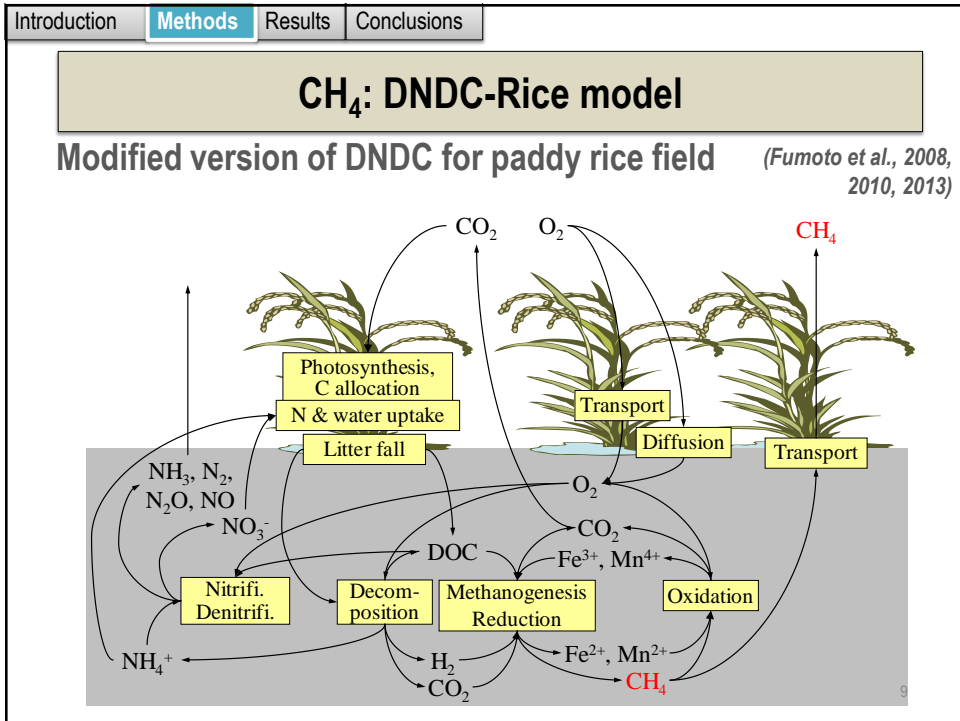 Introduction Methods Results Conclusions
CH₄: DNDC-Rice model
Modified version of DNDC for paddy rice field
(Fumoto et al., 2008,
2010, 2013)
CO₂ O₂ CH₄
Photosynthesis,
C allocation
N & water uptake
Litter fall
Transport
Diffusion
Transport
NH₃, N₂,
N₂O, NO
NO₃⁻
O₂
CO₂
DOC
Fe³⁺, Mn⁴⁺
Nitrifi.
Denitrifi.
Decom-
position
Methanogenesis
Reduction
Oxidation
NH₄⁺
H₂
CO₂
Fe²⁺, Mn²⁺
CH₄
9